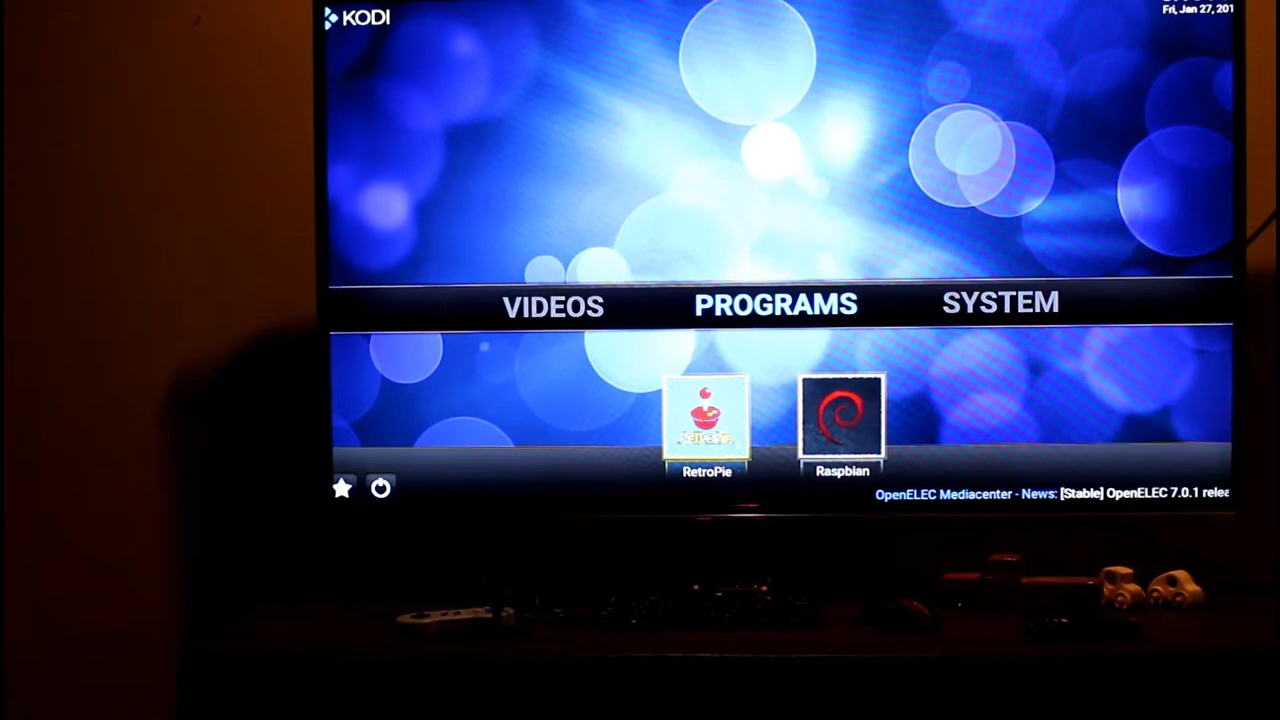 KODI
Fri, Jan 27, 201
VIDEOS PROGRAMS SYSTEM
RetroPie Raspbian
OpenELEC Mediacenter - News: [Stable] OpenELEC 7.0.1 relea